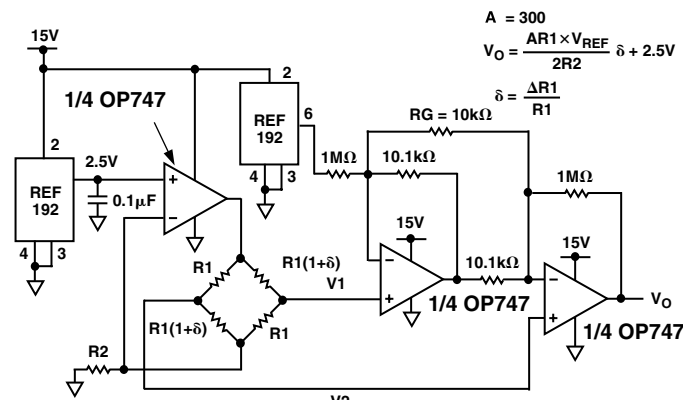 A = 300
15V
V_O = AR1 × V_REF / 2R2 δ + 2.5V
δ = ΔR1 / R1
1/4 OP747
2
REF 192
6
4
3
RG = 10kΩ
1MΩ
10.1kΩ
1MΩ
2
2.5V
REF 192
0.1μF
4
3
+
−
15V
15V
10.1kΩ
R1
R1(1+δ)
V1
−
+
1/4 OP747
−
+
V_O
1/4 OP747
R1(1+δ)
R1
R2